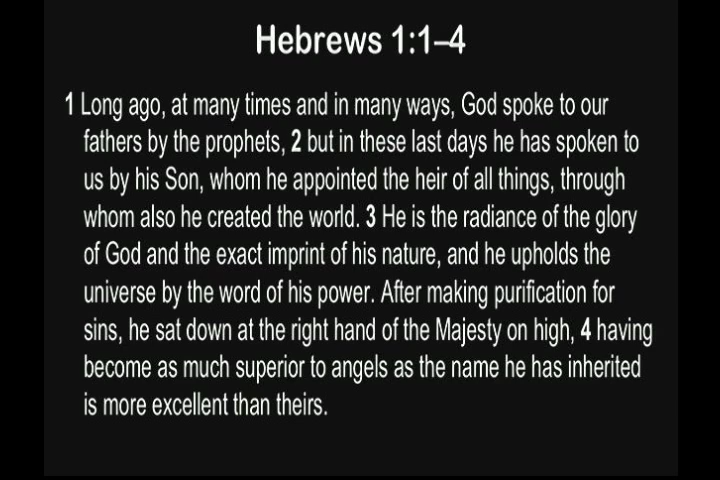 Hebrews 1:1–4
1 Long ago, at many times and in many ways, God spoke to our
fathers by the prophets, 2 but in these last days he has spoken to
us by his Son, whom he appointed the heir of all things, through
whom also he created the world. 3 He is the radiance of the glory
of God and the exact imprint of his nature, and he upholds the
universe by the word of his power. After making purification for
sins, he sat down at the right hand of the Majesty on high, 4 having
become as much superior to angels as the name he has inherited
is more excellent than theirs.